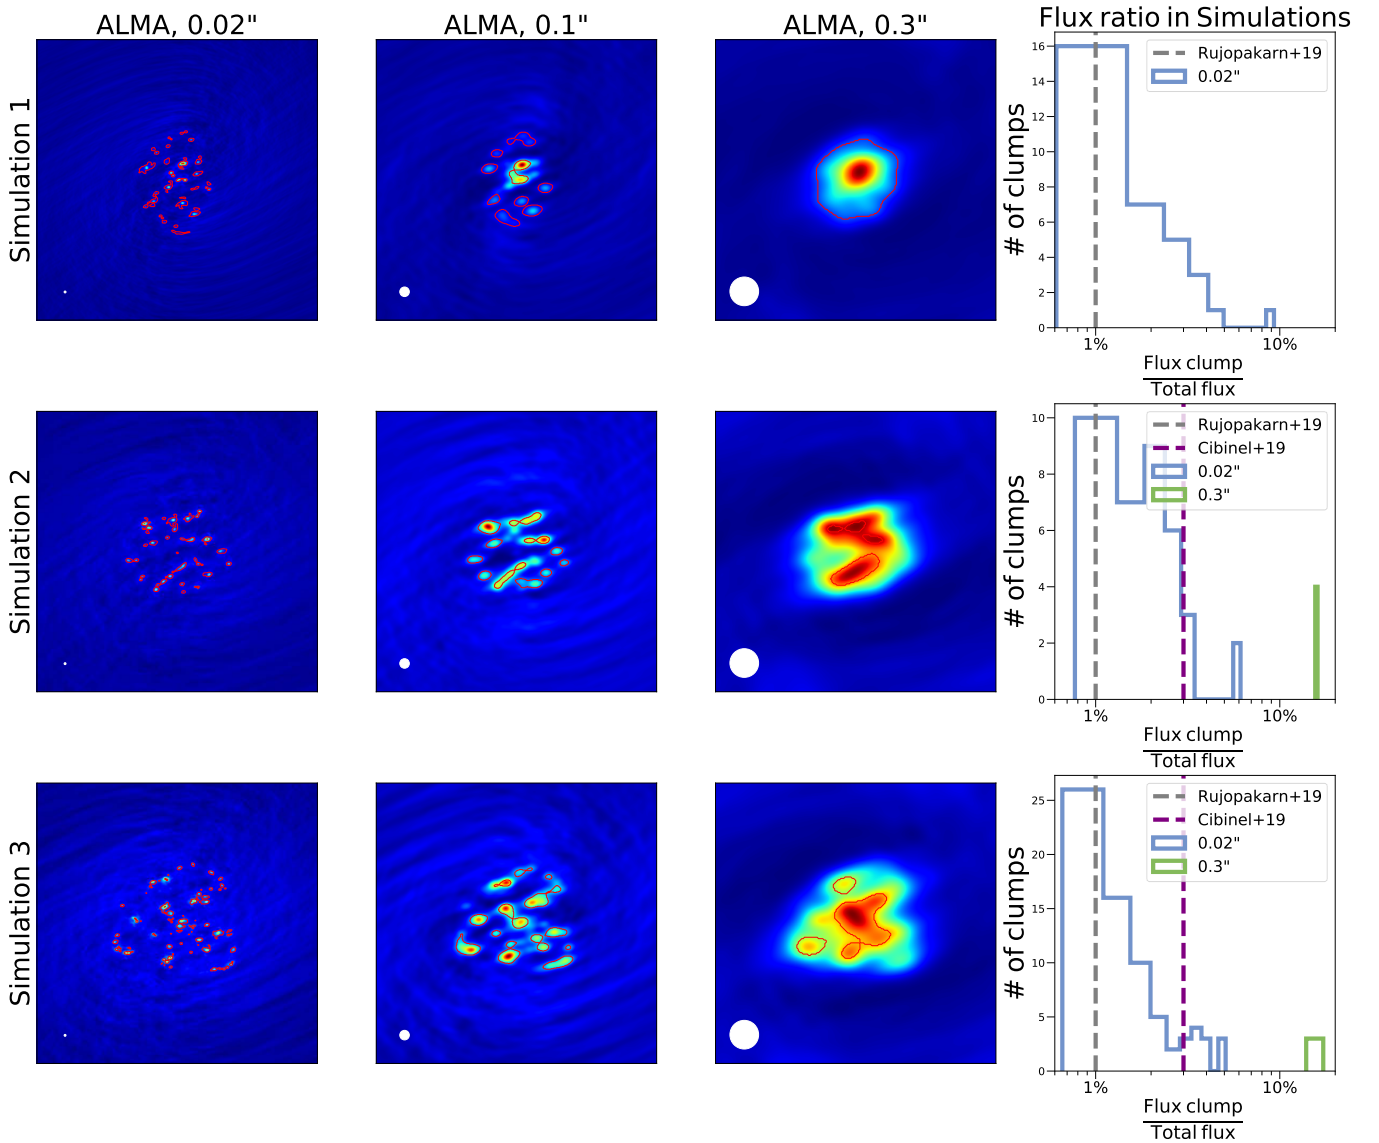 ALMA, 0.02"
ALMA, 0.1"
ALMA, 0.3"
Flux ratio in Simulations
Simulation 1
# of clumps
16
14
12
10
8
6
4
2
0
Rujopakarn+19
0.02"
1%
10%
Flux clump
Total flux
Simulation 2
# of clumps
10
8
6
4
2
0
Rujopakarn+19
Cibinel+19
0.02"
0.3"
1%
10%
Flux clump
Total flux
Simulation 3
# of clumps
25
20
15
10
5
0
Rujopakarn+19
Cibinel+19
0.02"
0.3"
1%
10%
Flux clump
Total flux